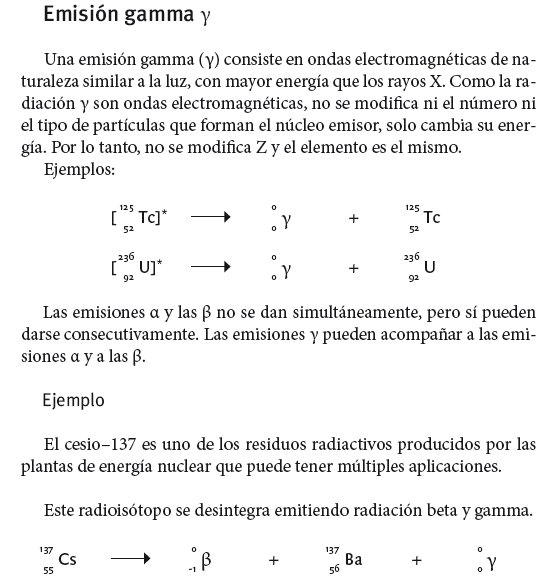 Emisión gamma γ
Una emisión gamma (γ) consiste en ondas electromagnéticas de na-
turaleza similar a la luz, con mayor energía que los rayos X. Como la ra-
diación γ son ondas electromagnéticas, no se modifica ni el número ni
el tipo de partículas que forman el núcleo emisor, solo cambia su ener-
gía. Por lo tanto, no se modifica Z y el elemento es el mismo.
Ejemplos:
[¹²⁵₅₂Tc]* ⟶ ⁰₀γ + ¹²⁵₅₂Tc
[²³⁶₉₂U]* ⟶ ⁰₀γ + ²³⁶₉₂U
Las emisiones α y las β no se dan simultáneamente, pero sí pueden
darse consecutivamente. Las emisiones γ pueden acompañar a las emi-
siones α y a las β.
Ejemplo
El cesio–137 es uno de los residuos radiactivos producidos por las
plantas de energía nuclear que puede tener múltiples aplicaciones.
Este radioisótopo se desintegra emitiendo radiación beta y gamma.
¹³⁷₅₅Cs ⟶ ⁰₋₁β + ¹³⁷₅₆Ba + ⁰₀γ